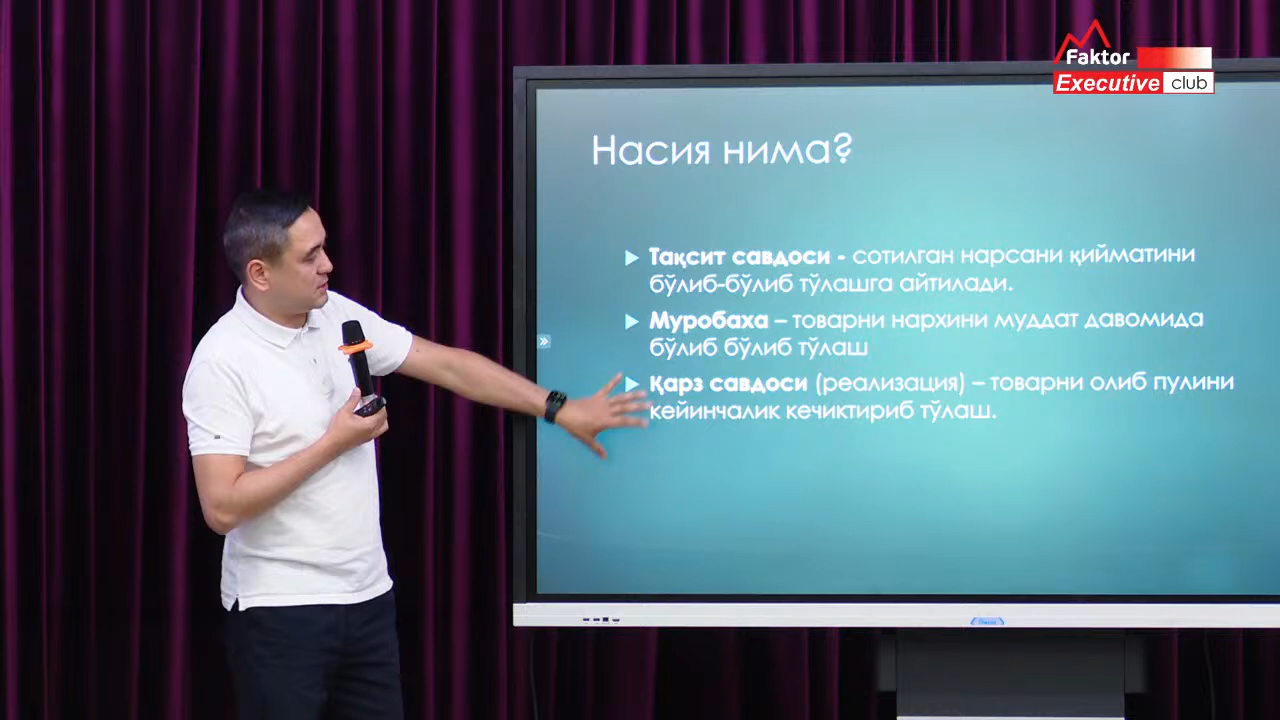 Faktor
Executive club
Насия нима?
Тақсит савдоси - сотилган нарсани қийматини
бўлиб-бўлиб тўлашга айтилади.
Муробаха – товарни нархини муддат давомида
бўлиб бўлиб тўлаш
Қарз савдоси (реализация) – товарни олиб пулини
кейинчалик кечиктириб тўлаш.